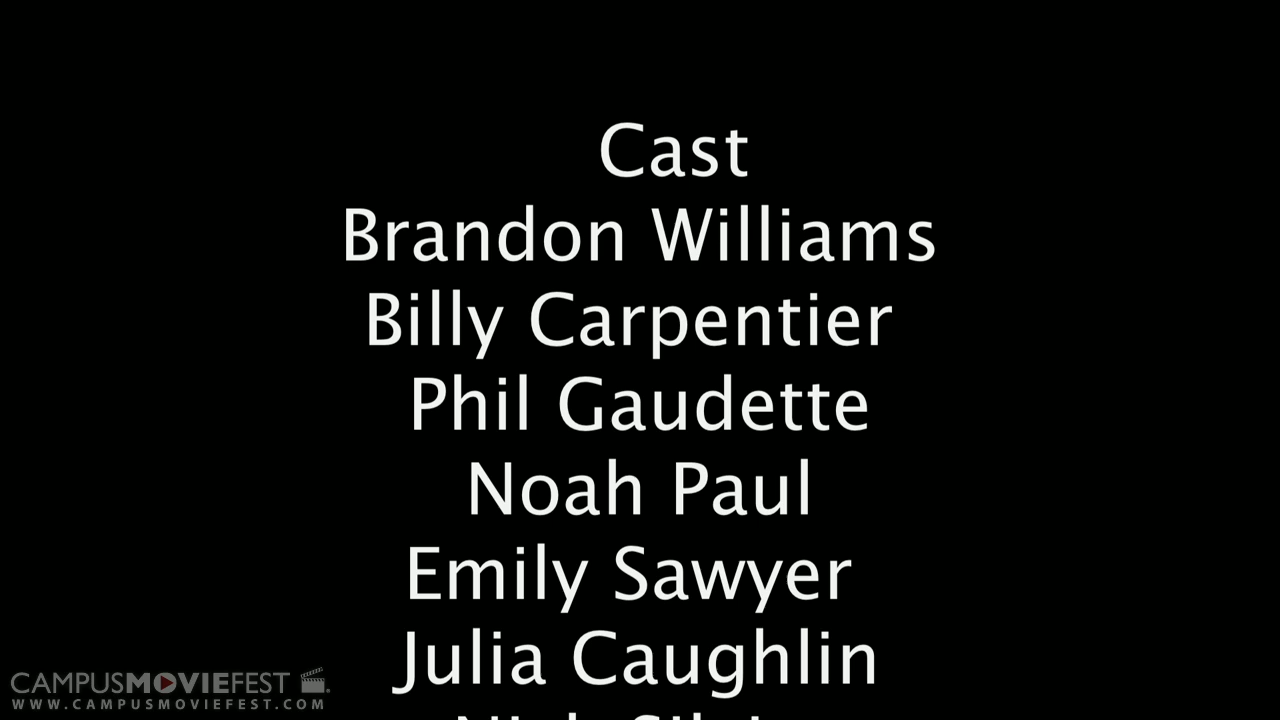 Cast
Brandon Williams
Billy Carpentier
Phil Gaudette
Noah Paul
Emily Sawyer
Julia Caughlin
CAMPUSMOVIEFEST
WWW.CAMPUSMOVIEFEST.COM